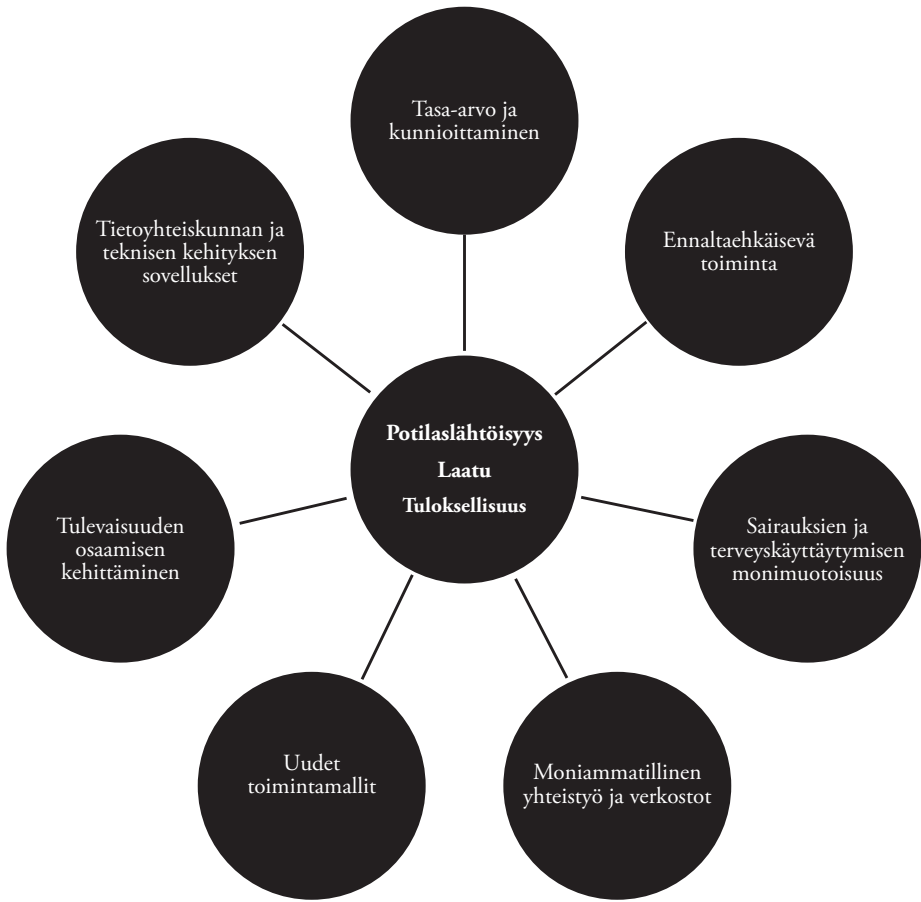 Tasa-arvo ja
kunnioittaminen
Ennaltaehkäisevä
toiminta
Sairauksien ja
terveyskäyttäytymisen
monimuotoisuus
Moniammatillinen
yhteistyö ja verkostot
Uudet
toimintamallit
Tulevaisuuden
osaamisen
kehittäminen
Tietoyhteiskunnan ja
teknisen kehityksen
sovellukset
Potilaslähtöisyys
Laatu
Tuloksellisuus